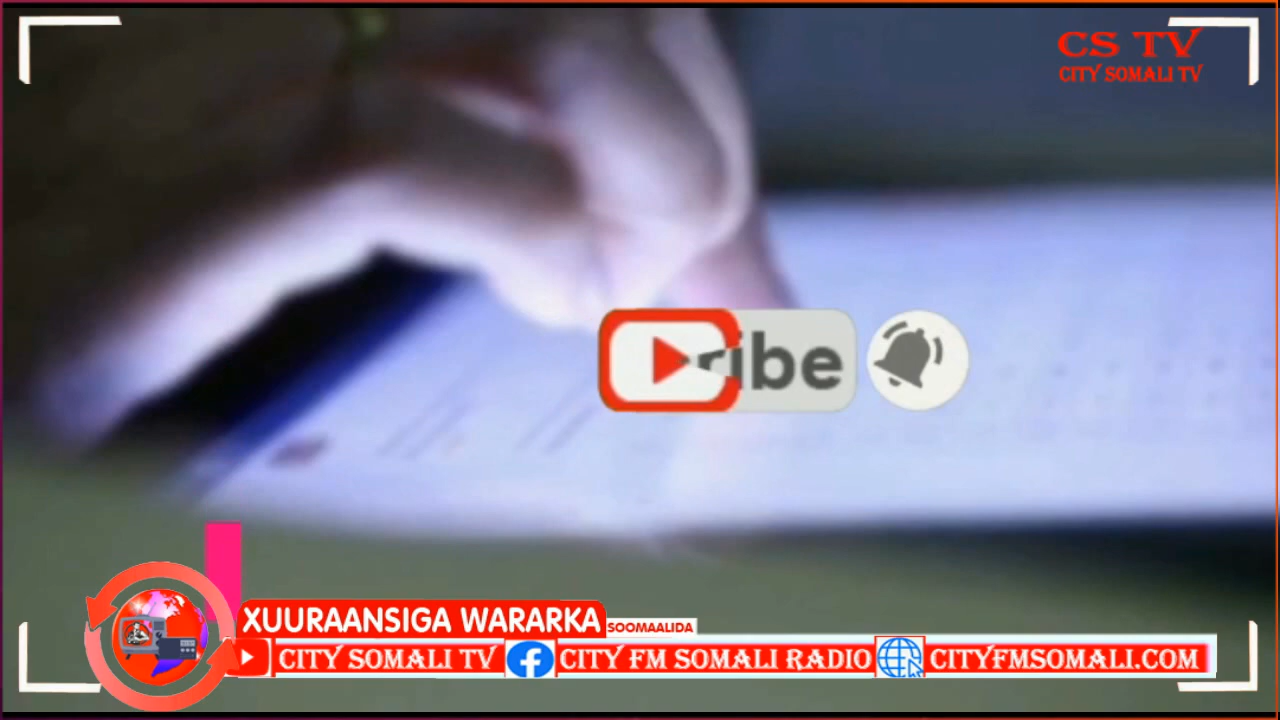 CS TV
CITY SOMALI TV
ribe
XUURAANSIGA WARARKA
SOOMAALIDA
CITY SOMALI TV CITY FM SOMALI RADIO CITYFMSOMALI.COM